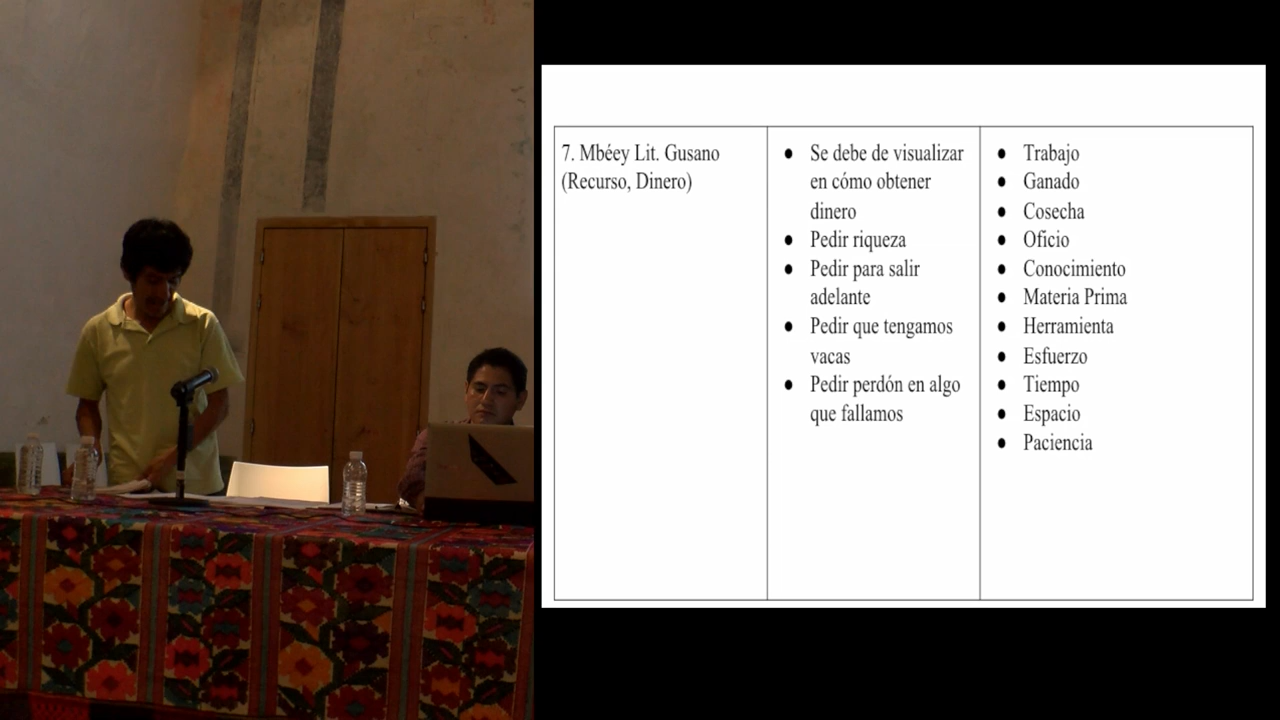 7. Mbéey Lit. Gusano
(Recurso, Dinero)
● Se debe de visualizar
en cómo obtener
dinero
● Pedir riqueza
● Pedir para salir
adelante
● Pedir que tengamos
vacas
● Pedir perdón en algo
que fallamos
● Trabajo
● Ganado
● Cosecha
● Oficio
● Conocimiento
● Materia Prima
● Herramienta
● Esfuerzo
● Tiempo
● Espacio
● Paciencia